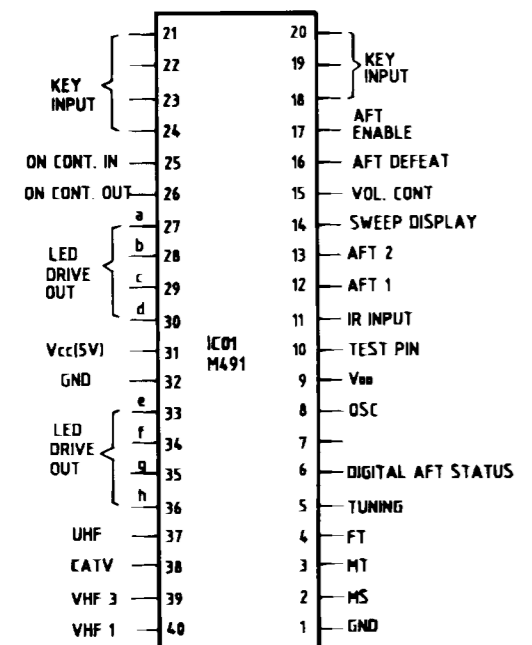 21 20
KEY INPUT
22 19
KEY INPUT
23 18
24
AFT ENABLE
17
ON CONT. IN 25 16 AFT DEFEAT
ON CONT. OUT 26 15 VOL. CONT
a 27 14 SWEEP DISPLAY
LED DRIVE OUT
b 28 13 AFT 2
c 29 12 AFT 1
d 30 11 IR INPUT
IC01
M491
Vcc(5V) 31 10 TEST PIN
GND 32 9
e 33 8 OSC
LED DRIVE OUT
f 34 7
g 35 6 DIGITAL AFT STATUS
h 36 5 TUNING
UHF 37 4 FT
CATV 38 3 MT
VHF 3 39 2 MS
VHF 1 40 1 GND